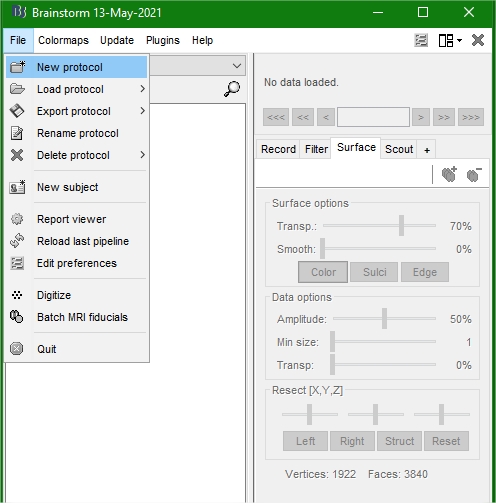 Brainstorm 13-May-2021
File Colormaps Update Plugins Help
New protocol
Load protocol
Export protocol
Rename protocol
Delete protocol
New subject
Report viewer
Reload last pipeline
Edit preferences
Digitize
Batch MRI fiducials
Quit
No data loaded.
<<< << < > >> >>>
Record Filter Surface Scout +
Surface options
Transp.: 70%
Smooth: 0%
Color Sulci Edge
Data options
Amplitude: 50%
Min size: 1
Transp: 0%
Resect [X,Y,Z]
Left Right Struct Reset
Vertices: 1922 Faces: 3840